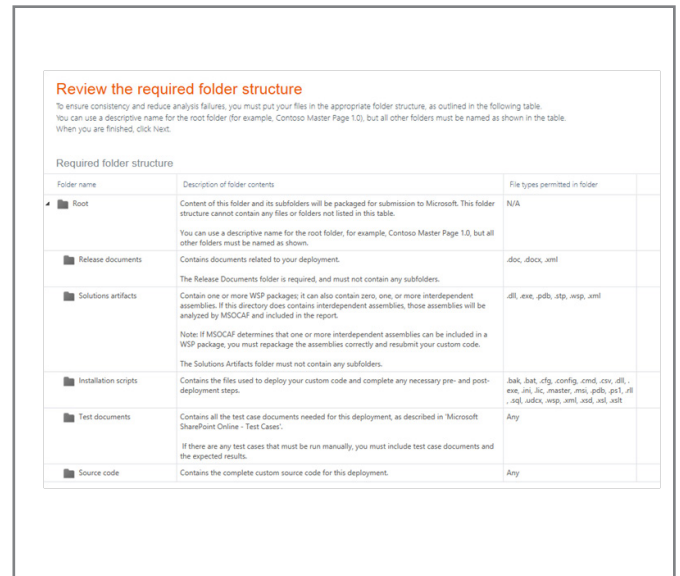 Review the required folder structure
To ensure consistency and reduce analysis failures, you must put your files in the appropriate folder structure, as outlined in the following table.
You can use a descriptive name for the root folder (for example, Contoso Master Page 1.0), but all other folders must be named as shown in the table.
When you are finished, click Next.
Required folder structure
Folder name Description of folder contents File types permitted in folder
Root Content of this folder and its subfolders will be packaged for submission to Microsoft. This folder N/A
structure cannot contain any files or folders not listed in this table.
You can use a descriptive name for the root folder, for example, Contoso Master Page 1.0, but all
other folders must be named as shown.
Release documents Contains documents related to your deployment. .doc, .docx, .xml
The Release Documents folder is required, and must not contain any subfolders.
Solutions artifacts Contain one or more WSP packages; it can also contain zero, one, or more interdependent .dll, .exe, .pdb, .stp, .wsp, .xml
assemblies. If this directory does contains interdependent assemblies, those assemblies will be
analyzed by MSOCAF and included in the report.
Note: If MSOCAF determines that one or more interdependent assemblies can be included in a
WSP package, you must repackage the assemblies correctly and resubmit your custom code.
The Solutions Artifacts folder must not contain any subfolders.
Installation scripts Contains the files used to deploy your custom code and complete any necessary pre- and post- .bak, .bat, .cfg, .config, .cmd, .csv, .dll, .
deployment steps. exe, .ini, .lic, .master, .msi, .pdb, .ps1, .rll
, .sql, .udcx, .wsp, .xml, .xsd, .xsl, .xslt
Test documents Contains all the test case documents needed for this deployment, as described in 'Microsoft Any
SharePoint Online - Test Cases'.
If there are any test cases that must be run manually, you must include test case documents and
the expected results.
Source code Contains the complete custom source code for this deployment. Any